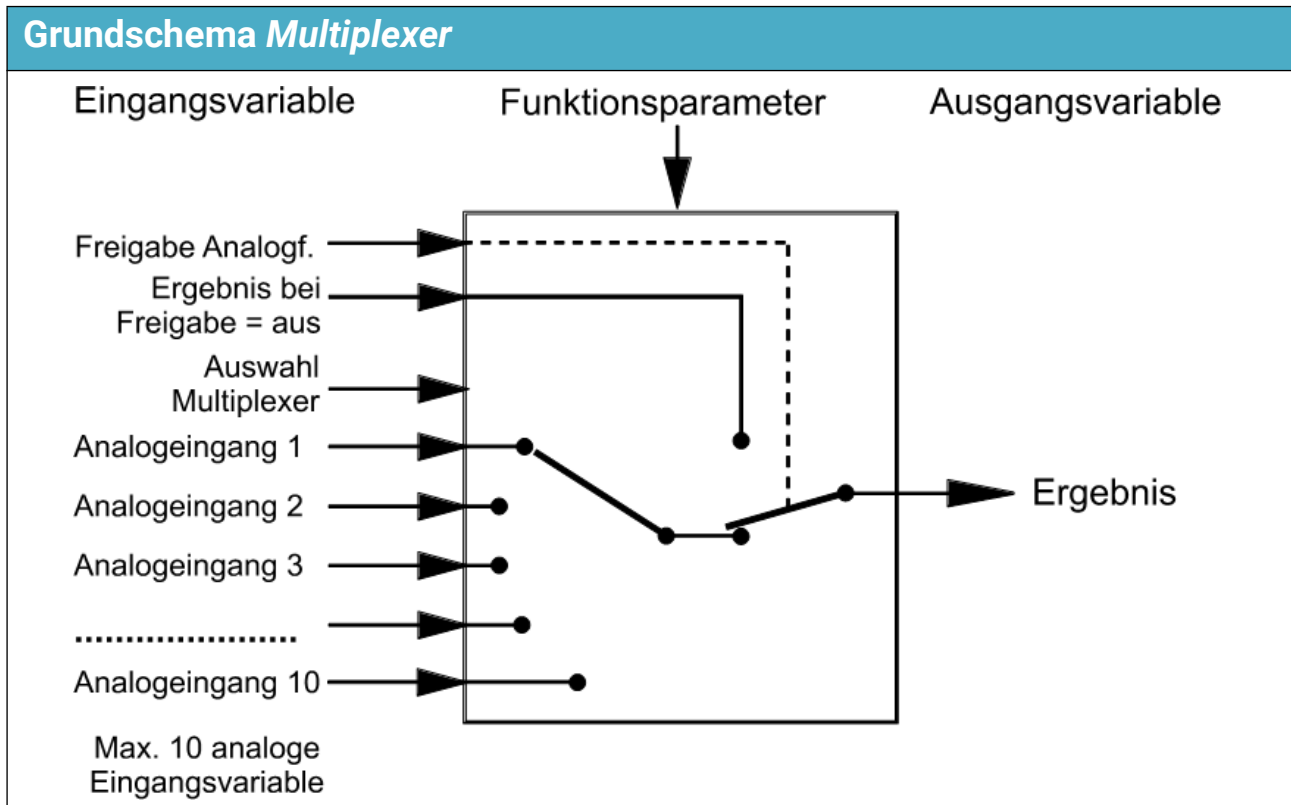 Grundschema Multiplexer
Eingangsvariable
Funktionsparameter
Ausgangsvariable
Freigabe Analogf.
Ergebnis bei
Freigabe = aus
Auswahl
Multiplexer
Analogeingang 1
Analogeingang 2
Ergebnis
Analogeingang 3
.......................
Analogeingang 10
Max. 10 analoge
Eingangsvariable